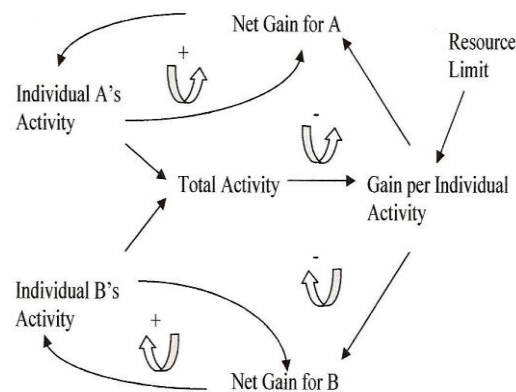 Net Gain for A
Resource
Limit
+
Individual A's
Activity
-
Total Activity
Gain per Individual
Activity
-
Individual B's
Activity
+
Net Gain for B